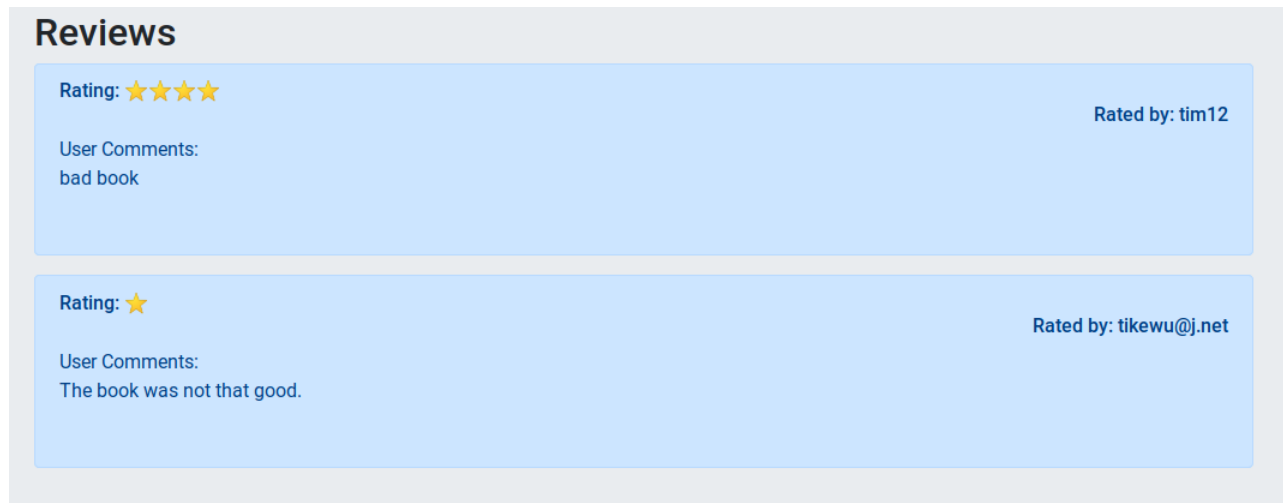 Reviews
Rating: ⭐⭐⭐⭐
Rated by: tim12
User Comments:
bad book
Rating: ⭐
Rated by: tikewu@j.net
User Comments:
The book was not that good.